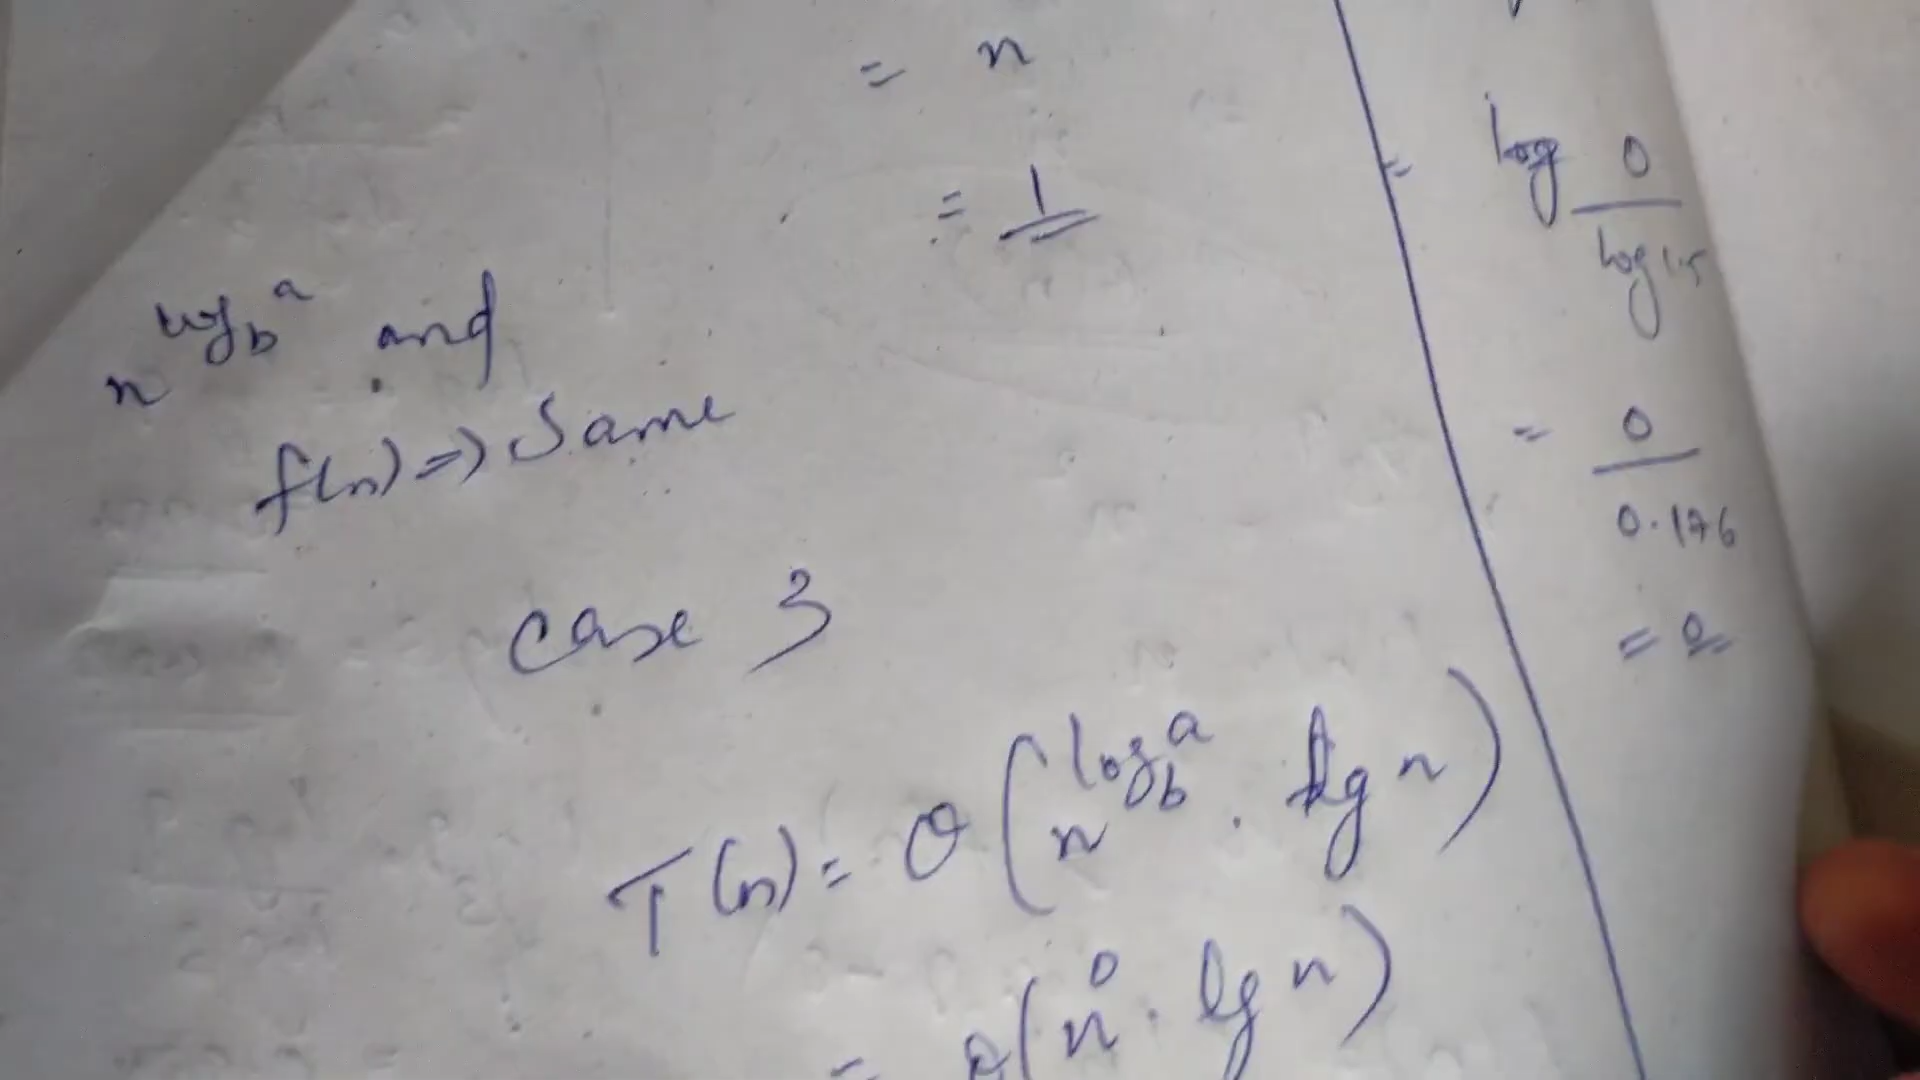 = n
= 1
n^log_b a and
f(n) => Same
Case 3
T(n) = θ(n^log_b a . lg n)
= θ(n^0 . lg n)
= log 0 / log 1.5
= 0 / 0.176
= 0